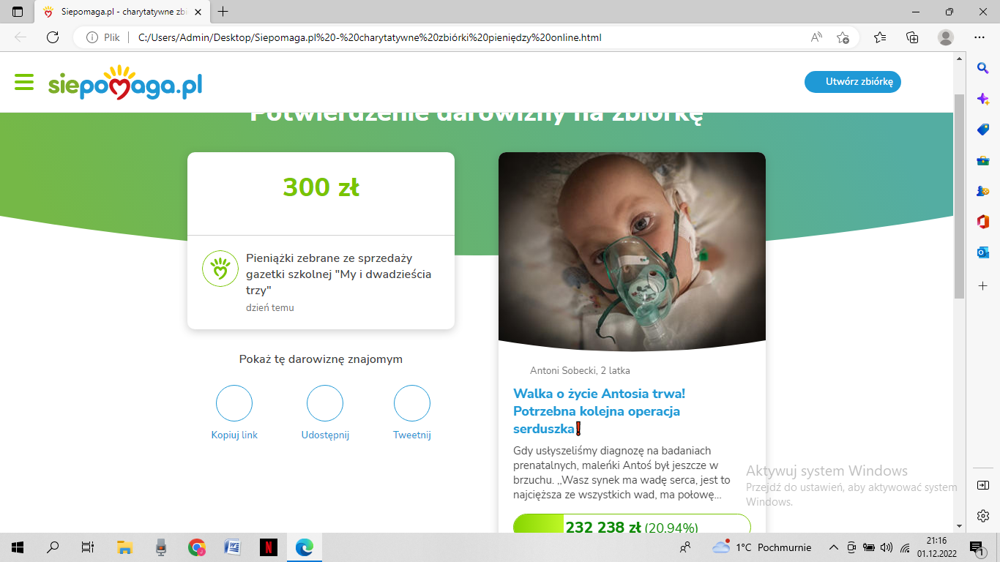 Siepomaga.pl - charytatywne zbi
Plik
C:/Users/Admin/Desktop/Siepomaga.pl%20-%20charytatywne%20zbiórki%20pieniędzy%20online.html
siepomaga.pl
Utwórz zbiórkę
Potwierdzenie darowizny na zbiórkę
300 zł
Pieniążki zebrane ze sprzedaży
gazetki szkolnej "My i dwadzieścia
trzy"
dzień temu
Pokaż tę darowiznę znajomym
Kopiuj link
Udostępnij
Tweetnij
Antoni Sobecki, 2 latka
Walka o życie Antosia trwa!
Potrzebna kolejna operacja
serduszka❗
Gdy usłyszeliśmy diagnozę na badaniach
prenatalnych, maleńki Antoś był jeszcze w
brzuchu. ,,Wasz synek ma wadę serca, jest to
najcięższa ze wszystkich wad, ma połowę...
232 238 zł (20.94%)
Aktywuj system Windows
Przejdź do ustawień, aby aktywować system
Windows.
1°C Pochmurnie
21:16
01.12.2022
1